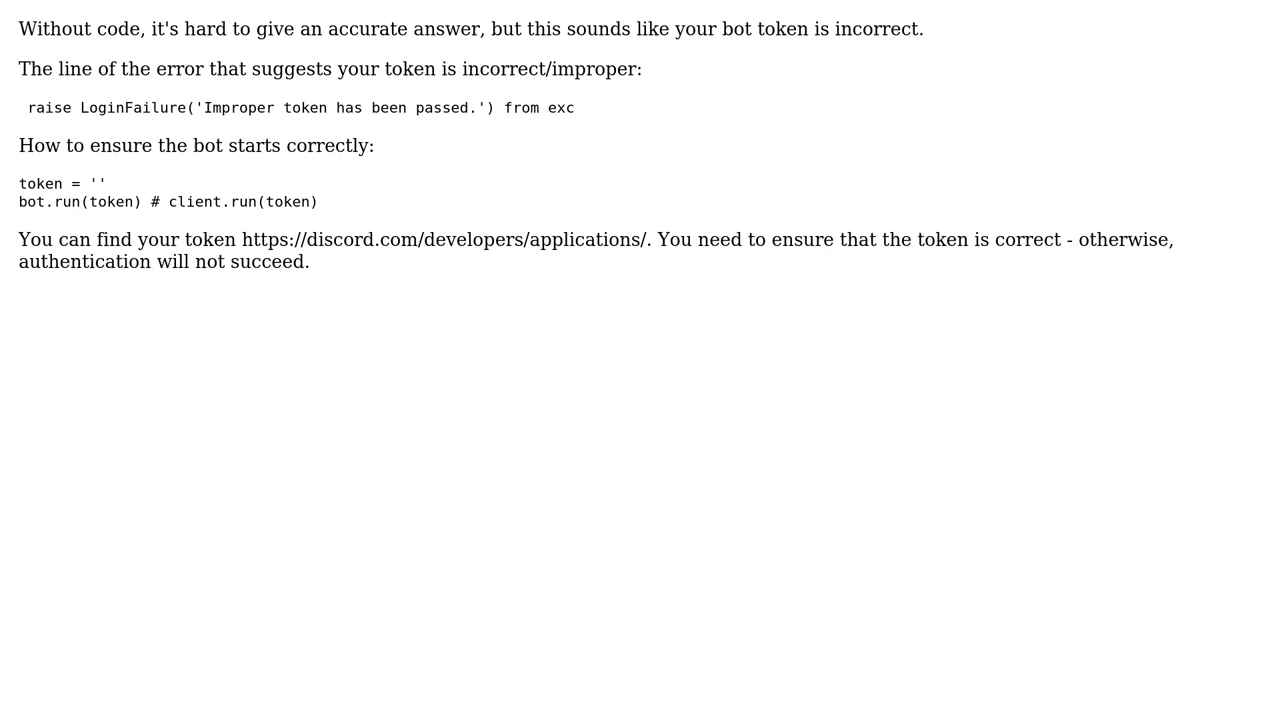 Without code, it's hard to give an accurate answer, but this sounds like your bot token is incorrect.
The line of the error that suggests your token is incorrect/improper:
raise LoginFailure('Improper token has been passed.') from exc
How to ensure the bot starts correctly:
token = ''
bot.run(token) # client.run(token)
You can find your token https://discord.com/developers/applications/. You need to ensure that the token is correct - otherwise,
authentication will not succeed.